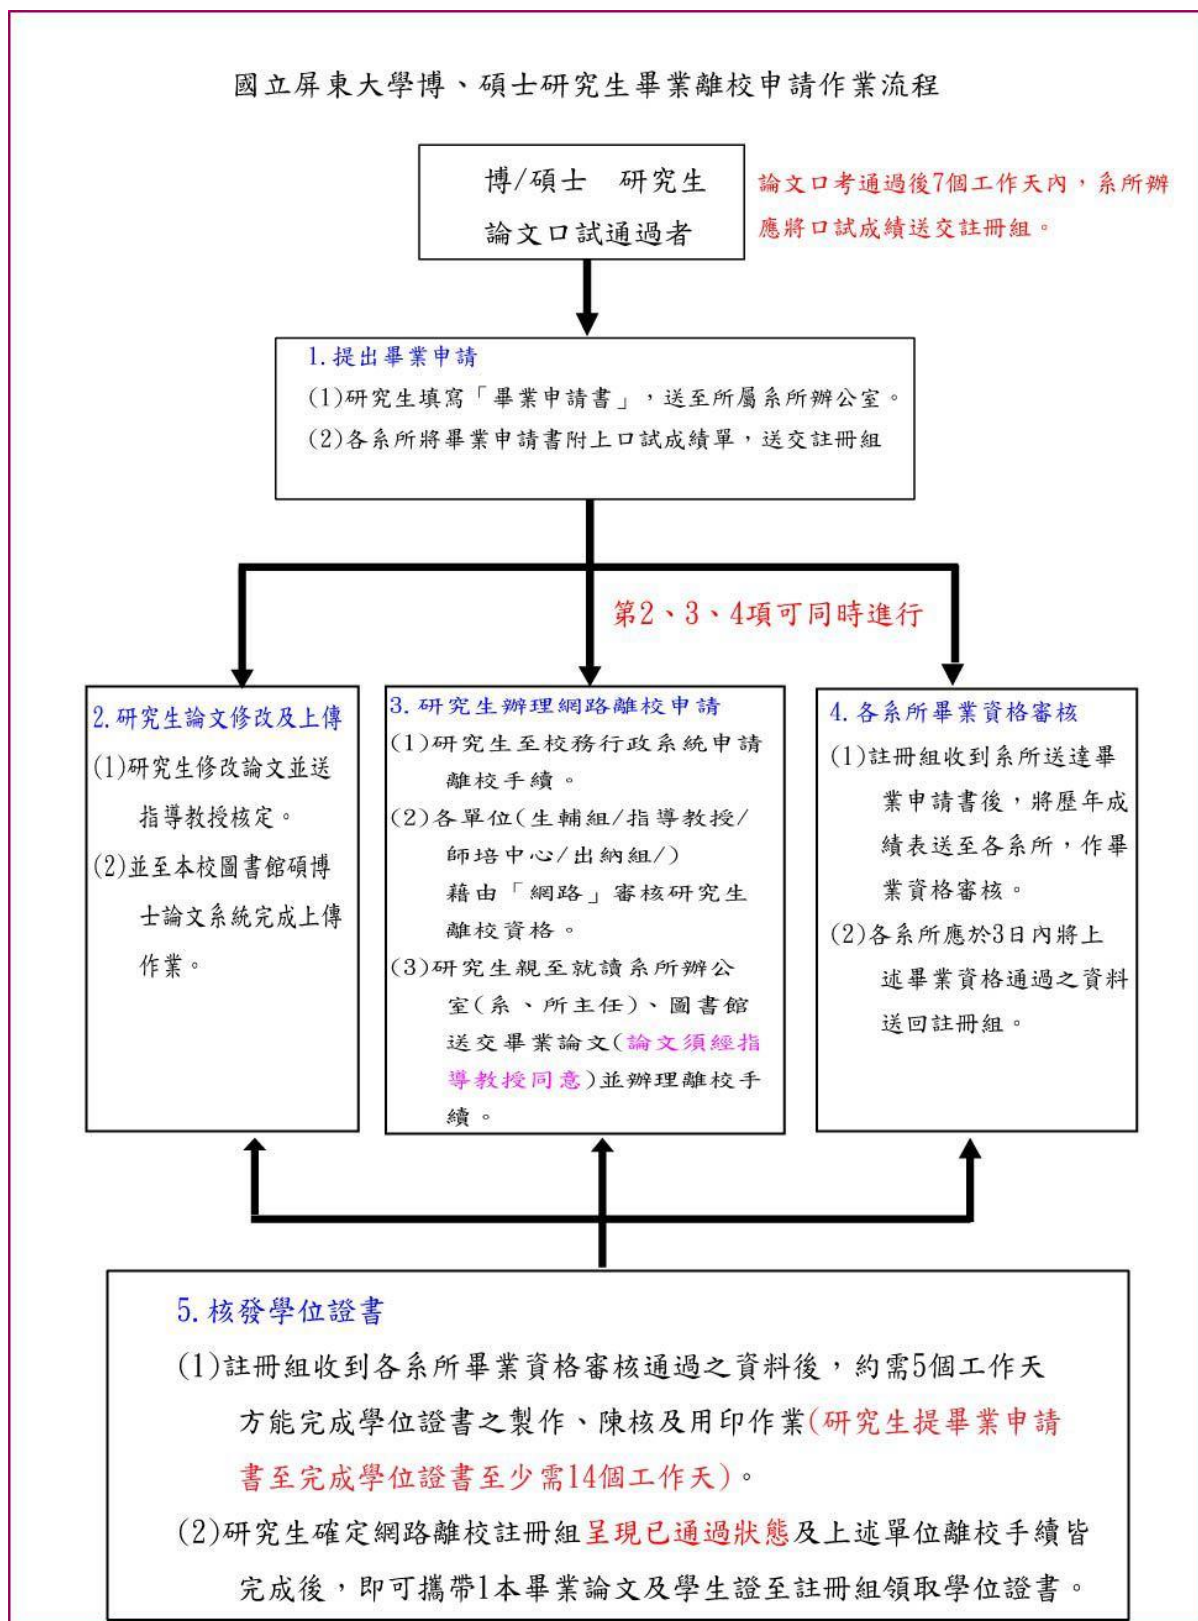 國立屏東大學博、碩士研究生畢業離校申請作業流程
博/碩士　研究生
論文口試通過者
論文口考通過後7個工作天內，系所辦
應將口試成績送交註冊組。
1.提出畢業申請
(1)研究生填寫「畢業申請書」，送至所屬系所辦公室。
(2)各系所將畢業申請書附上口試成績單，送交註冊組
第2、3、4項可同時進行
2.研究生論文修改及上傳
(1)研究生修改論文並送
指導教授核定。
(2)並至本校圖書館碩博
士論文系統完成上傳
作業。
3.研究生辦理網路離校申請
(1)研究生至校務行政系統申請
離校手續。
(2)各單位(生輔組/指導教授/
師培中心/出納組/)
藉由「網路」審核研究生
離校資格。
(3)研究生親至就讀系所辦公
室(系、所主任)、圖書館
送交畢業論文(論文須經指
導教授同意)並辦理離校手
續。
4.各系所畢業資格審核
(1)註冊組收到系所送達畢
業申請書後，將歷年成
績表送至各系所，作畢
業資格審核。
(2)各系所應於3日內將上
述畢業資格通過之資料
送回註冊組。
5.核發學位證書
(1)註冊組收到各系所畢業資格審核通過之資料後，約需5個工作天
方能完成學位證書之製作、陳核及用印作業(研究生提畢業申請
書至完成學位證書至少需14個工作天)。
(2)研究生確定網路離校註冊組呈現已通過狀態及上述單位離校手續皆
完成後，即可攜帶1本畢業論文及學生證至註冊組領取學位證書。